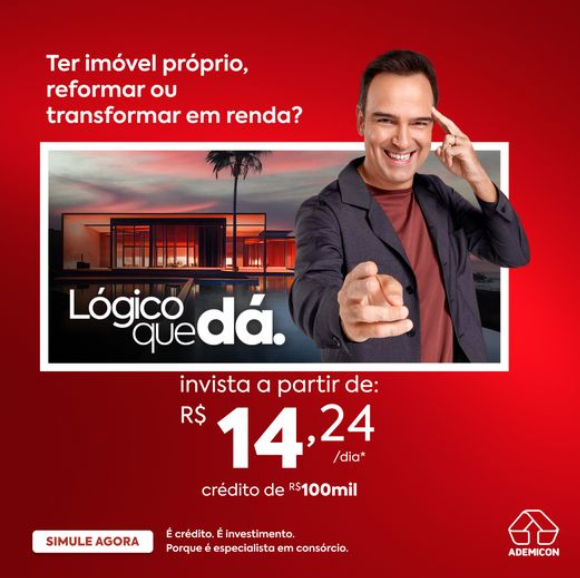 Ter imóvel próprio,
reformar ou
transformar em renda?
Lógico
que dá.
invista a partir de:
R$ 14,24
/dia*
crédito de R$100mil
SIMULE AGORA
É crédito. É investimento.
Porque é especialista em consórcio.
ADEMICON